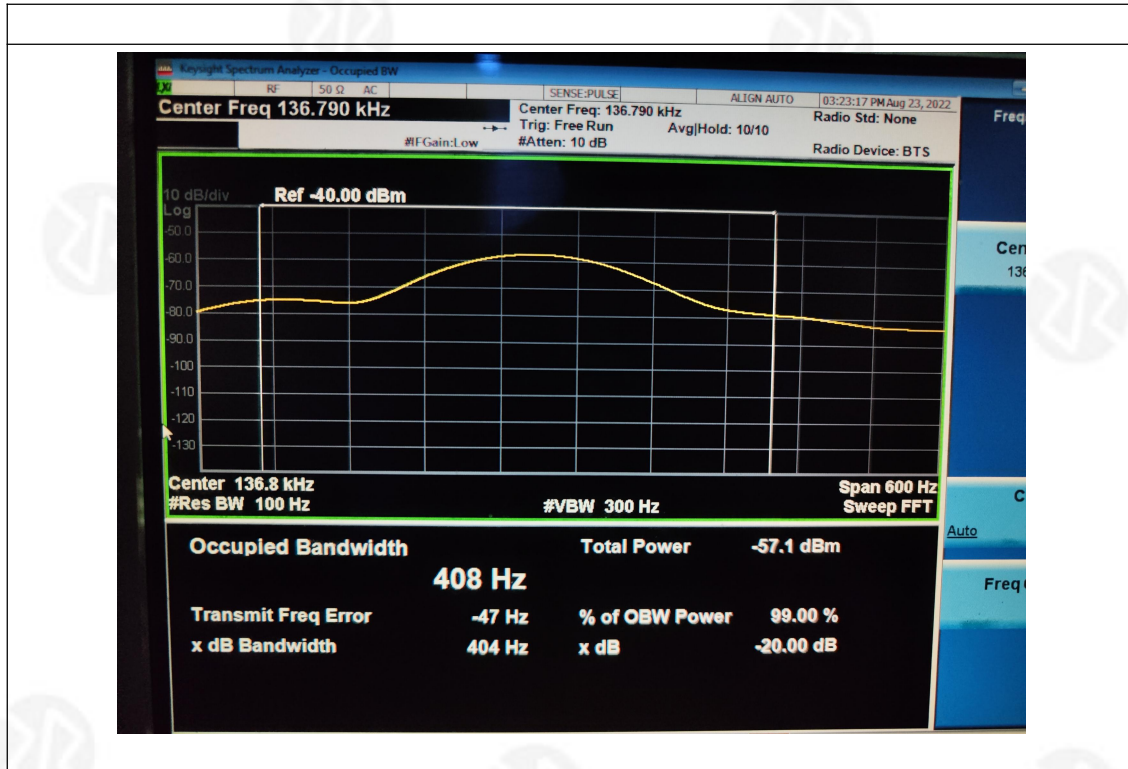 Keysight Spectrum Analyzer - Occupied BW
LXI RF 50 Ω AC SENSE:PULSE ALIGN AUTO 03:23:17 PM Aug 23, 2022
Center Freq 136.790 kHz
Center Freq: 136.790 kHz
Radio Std: None
Trig: Free Run Avg|Hold: 10/10
#IFGain:Low #Atten: 10 dB
Radio Device: BTS
10 dB/div Ref -40.00 dBm
Log
-50.0
-60.0
-70.0
-80.0
-90.0
-100
-110
-120
-130
Center 136.8 kHz Span 600 Hz
#Res BW 100 Hz #VBW 300 Hz Sweep FFT
Occupied Bandwidth Total Power -57.1 dBm
408 Hz
Transmit Freq Error -47 Hz % of OBW Power 99.00 %
x dB Bandwidth 404 Hz x dB -20.00 dB
Freq
Cen
136
C
Auto
Freq